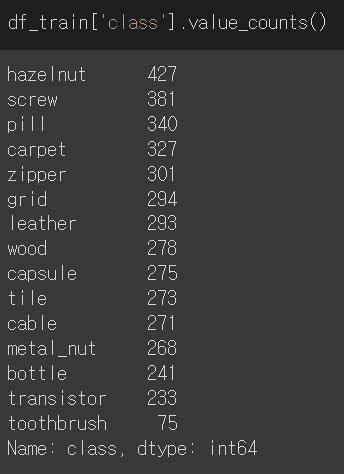 df_train['class'].value_counts()
hazelnut 427
screw 381
pill 340
carpet 327
zipper 301
grid 294
leather 293
wood 278
capsule 275
tile 273
cable 271
metal_nut 268
bottle 241
transistor 233
toothbrush 75
Name: class, dtype: int64